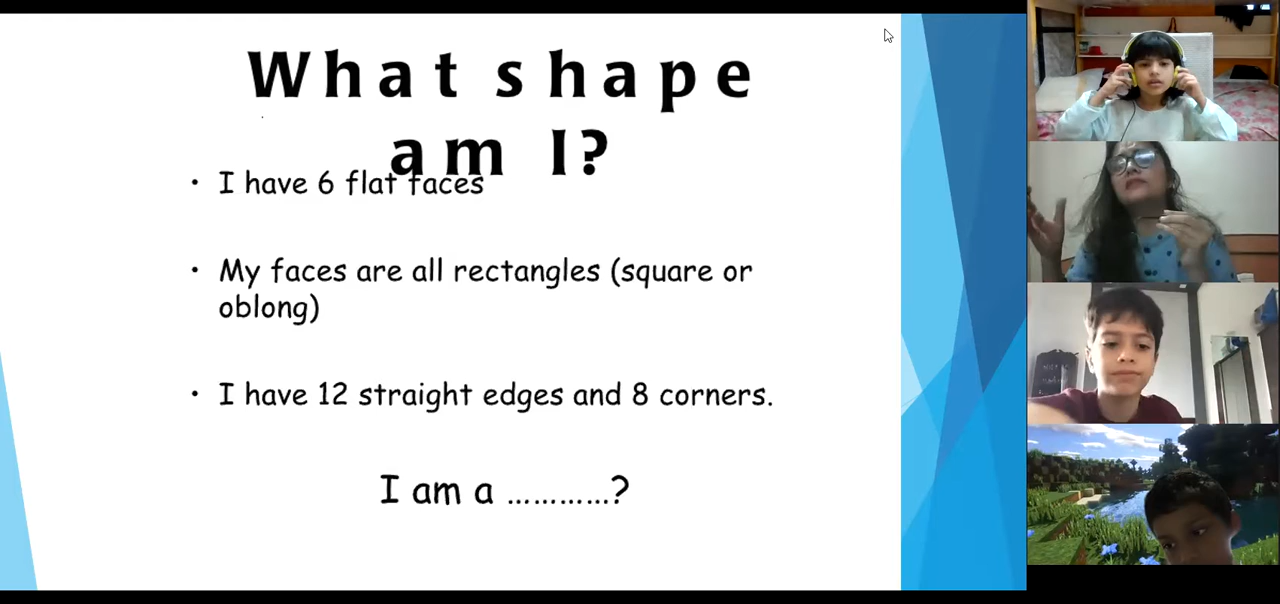 What shape
am I?
• I have 6 flat faces
• My faces are all rectangles (square or
oblong)
• I have 12 straight edges and 8 corners.
I am a …………?